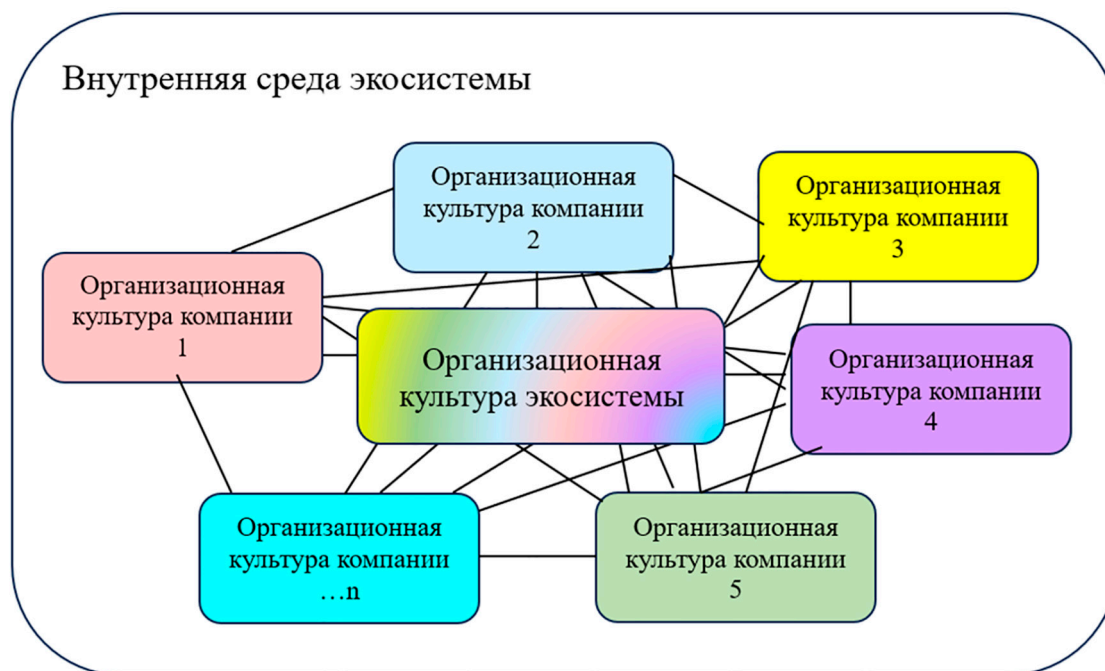 Внутренняя среда экосистемы
Организационная
культура компании
2
Организационная
культура компании
3
Организационная
культура компании
1
Организационная
культура экосистемы
Организационная
культура компании
4
Организационная
культура компании
...n
Организационная
культура компании
5